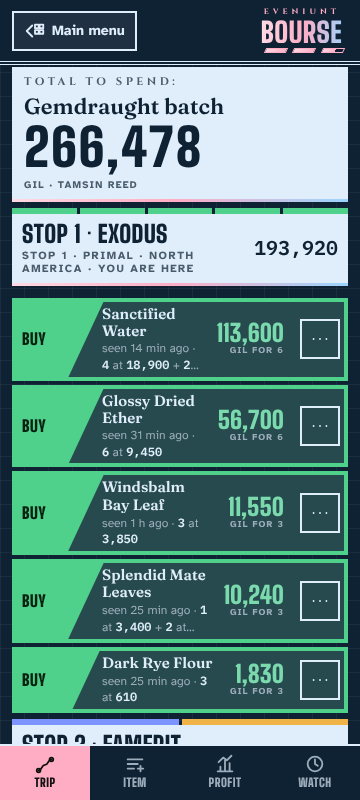 Main menu
EVENIUNT
BOURSE
TOTAL TO SPEND:
Gemdraught batch
266,478
GIL · TAMSIN REED
STOP 1 · EXODUS
STOP 1 · PRIMAL · NORTH
AMERICA · YOU ARE HERE
193,920
BUY
Sanctified
Water
seen 14 min ago ·
4 at 18,900 + 2...
113,600
GIL FOR 6
...
BUY
Glossy Dried
Ether
seen 31 min ago ·
6 at 9,450
56,700
GIL FOR 6
...
BUY
Windsbalm
Bay Leaf
seen 1 h ago · 3 at
3,850
11,550
GIL FOR 3
...
BUY
Splendid Mate
Leaves
seen 25 min ago · 1
at 3,400 + 2 at...
10,240
GIL FOR 3
...
BUY
Dark Rye Flour
seen 25 min ago · 3
at 610
1,830
GIL FOR 3
...
STOP 2 · FAMFRIT
TRIP
ITEM
PROFIT
WATCH